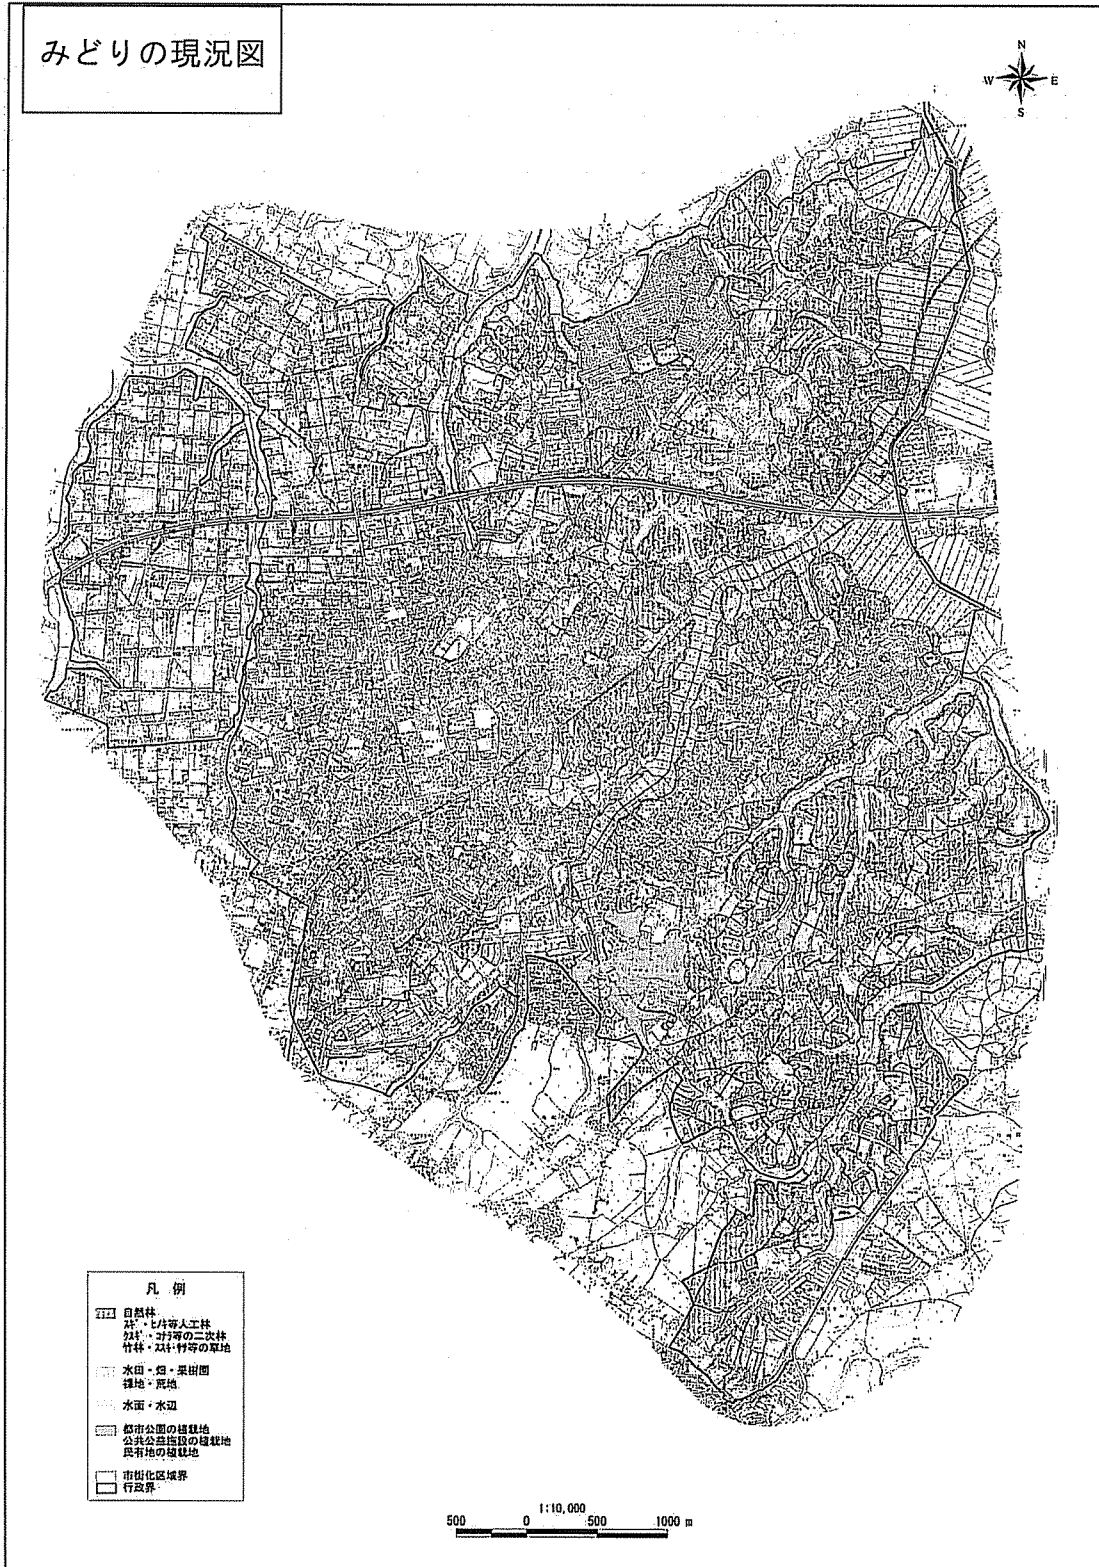 みどりの現況図
N
W
E
S
凡 例
自然林
スギ・ヒノキ等人工林
クヌギ・コナラ等の二次林
竹林・ススキ・ササ等の草地
水田・畑・果樹園
裸地・荒地
水面・水辺
都市公園の植栽地
公共公益施設の植栽地
民有地の植栽地
市街化区域界
行政界
1:10,000
500
0
500
1000 m